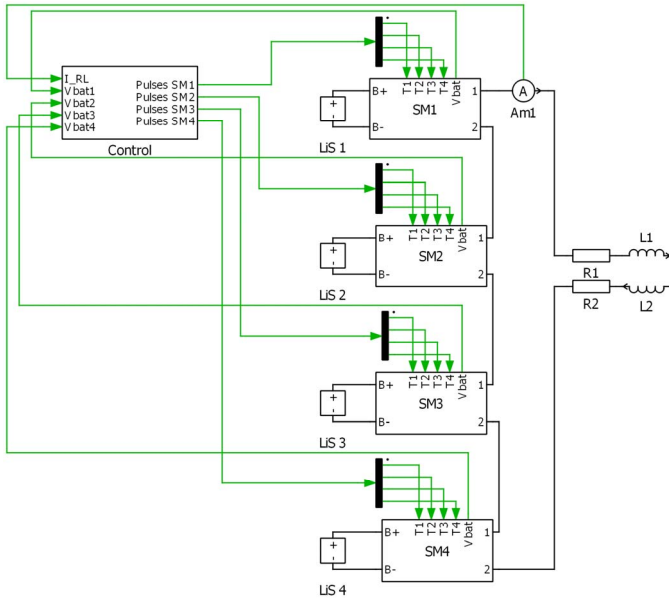 I_RL
Vbat1
Vbat2
Vbat3
Vbat4
Pulses SM1
Pulses SM2
Pulses SM3
Pulses SM4
Control
T1 T2 T3 T4 Vbat
B+ 1
SM1
B- 2
+
-
LiS 1
A
Am1
T1 T2 T3 T4 Vbat
B+ 1
SM2
B- 2
+
-
LiS 2
L1
R1
R2
L2
T1 T2 T3 T4 Vbat
B+ 1
SM3
B- 2
+
-
LiS 3
T1 T2 T3 T4 Vbat
B+ 1
SM4
B- 2
+
-
LiS 4